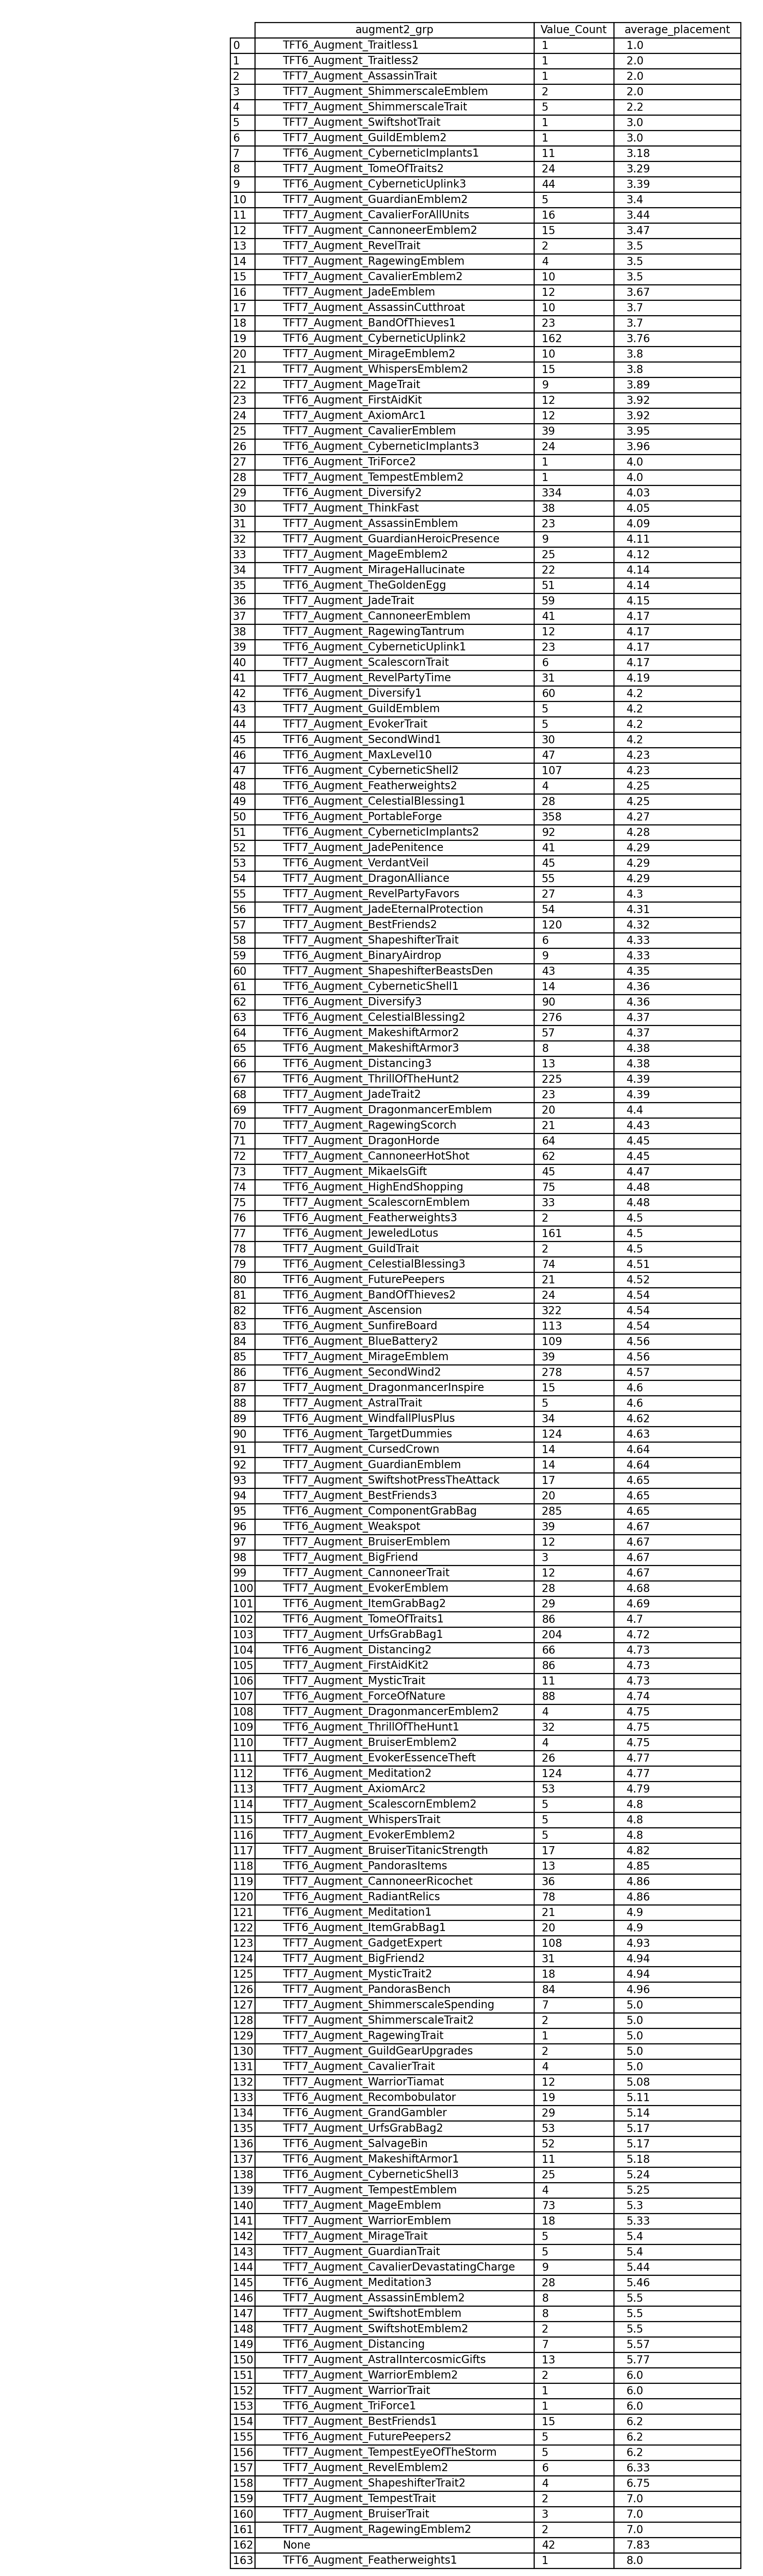 augment2_grp Value_Count average_placement
0 TFT6_Augment_Traitless1 1 1.0
1 TFT6_Augment_Traitless2 1 2.0
2 TFT7_Augment_AssassinTrait 1 2.0
3 TFT7_Augment_ShimmerscaleEmblem 2 2.0
4 TFT7_Augment_ShimmerscaleTrait 5 2.2
5 TFT7_Augment_SwiftshotTrait 1 3.0
6 TFT7_Augment_GuildEmblem2 1 3.0
7 TFT6_Augment_CyberneticImplants1 11 3.18
8 TFT7_Augment_TomeOfTraits2 24 3.29
9 TFT6_Augment_CyberneticUplink3 44 3.39
10 TFT7_Augment_GuardianEmblem2 5 3.4
11 TFT7_Augment_CavalierForAllUnits 16 3.44
12 TFT7_Augment_CannoneerEmblem2 15 3.47
13 TFT7_Augment_RevelTrait 2 3.5
14 TFT7_Augment_RagewingEmblem 4 3.5
15 TFT7_Augment_CavalierEmblem2 10 3.5
16 TFT7_Augment_JadeEmblem 12 3.67
17 TFT7_Augment_AssassinCutthroat 10 3.7
18 TFT7_Augment_BandOfThieves1 23 3.7
19 TFT6_Augment_CyberneticUplink2 162 3.76
20 TFT7_Augment_MirageEmblem2 10 3.8
21 TFT7_Augment_WhispersEmblem2 15 3.8
22 TFT7_Augment_MageTrait 9 3.89
23 TFT6_Augment_FirstAidKit 12 3.92
24 TFT7_Augment_AxiomArc1 12 3.92
25 TFT7_Augment_CavalierEmblem 39 3.95
26 TFT6_Augment_CyberneticImplants3 24 3.96
27 TFT6_Augment_TriForce2 1 4.0
28 TFT7_Augment_TempestEmblem2 1 4.0
29 TFT6_Augment_Diversify2 334 4.03
30 TFT7_Augment_ThinkFast 38 4.05
31 TFT7_Augment_AssassinEmblem 23 4.09
32 TFT7_Augment_GuardianHeroicPresence 9 4.11
33 TFT7_Augment_MageEmblem2 25 4.12
34 TFT7_Augment_MirageHallucinate 22 4.14
35 TFT6_Augment_TheGoldenEgg 51 4.14
36 TFT7_Augment_JadeTrait 59 4.15
37 TFT7_Augment_CannoneerEmblem 41 4.17
38 TFT7_Augment_RagewingTantrum 12 4.17
39 TFT6_Augment_CyberneticUplink1 23 4.17
40 TFT7_Augment_ScalescornTrait 6 4.17
41 TFT7_Augment_RevelPartyTime 31 4.19
42 TFT6_Augment_Diversify1 60 4.2
43 TFT7_Augment_GuildEmblem 5 4.2
44 TFT7_Augment_EvokerTrait 5 4.2
45 TFT6_Augment_SecondWind1 30 4.2
46 TFT6_Augment_MaxLevel10 47 4.23
47 TFT6_Augment_CyberneticShell2 107 4.23
48 TFT6_Augment_Featherweights2 4 4.25
49 TFT6_Augment_CelestialBlessing1 28 4.25
50 TFT6_Augment_PortableForge 358 4.27
51 TFT6_Augment_CyberneticImplants2 92 4.28
52 TFT7_Augment_JadePenitence 41 4.29
53 TFT6_Augment_VerdantVeil 45 4.29
54 TFT7_Augment_DragonAlliance 55 4.29
55 TFT7_Augment_RevelPartyFavors 27 4.3
56 TFT7_Augment_JadeEternalProtection 54 4.31
57 TFT7_Augment_BestFriends2 120 4.32
58 TFT7_Augment_ShapeshifterTrait 6 4.33
59 TFT6_Augment_BinaryAirdrop 9 4.33
60 TFT7_Augment_ShapeshifterBeastsDen 43 4.35
61 TFT6_Augment_CyberneticShell1 14 4.36
62 TFT6_Augment_Diversify3 90 4.36
63 TFT6_Augment_CelestialBlessing2 276 4.37
64 TFT6_Augment_MakeshiftArmor2 57 4.37
65 TFT6_Augment_MakeshiftArmor3 8 4.38
66 TFT6_Augment_Distancing3 13 4.38
67 TFT6_Augment_ThrillOfTheHunt2 225 4.39
68 TFT7_Augment_JadeTrait2 23 4.39
69 TFT7_Augment_DragonmancerEmblem 20 4.4
70 TFT7_Augment_RagewingScorch 21 4.43
71 TFT7_Augment_DragonHorde 64 4.45
72 TFT7_Augment_CannoneerHotShot 62 4.45
73 TFT7_Augment_MikaelsGift 45 4.47
74 TFT6_Augment_HighEndShopping 75 4.48
75 TFT7_Augment_ScalescornEmblem 33 4.48
76 TFT6_Augment_Featherweights3 2 4.5
77 TFT6_Augment_JeweledLotus 161 4.5
78 TFT7_Augment_GuildTrait 2 4.5
79 TFT6_Augment_CelestialBlessing3 74 4.51
80 TFT6_Augment_FuturePeepers 21 4.52
81 TFT6_Augment_BandOfThieves2 24 4.54
82 TFT6_Augment_Ascension 322 4.54
83 TFT6_Augment_SunfireBoard 113 4.54
84 TFT6_Augment_BlueBattery2 109 4.56
85 TFT7_Augment_MirageEmblem 39 4.56
86 TFT6_Augment_SecondWind2 278 4.57
87 TFT7_Augment_DragonmancerInspire 15 4.6
88 TFT7_Augment_AstralTrait 5 4.6
89 TFT6_Augment_WindfallPlusPlus 34 4.62
90 TFT6_Augment_TargetDummies 124 4.63
91 TFT7_Augment_CursedCrown 14 4.64
92 TFT7_Augment_GuardianEmblem 14 4.64
93 TFT7_Augment_SwiftshotPressTheAttack 17 4.65
94 TFT7_Augment_BestFriends3 20 4.65
95 TFT6_Augment_ComponentGrabBag 285 4.65
96 TFT6_Augment_Weakspot 39 4.67
97 TFT7_Augment_BruiserEmblem 12 4.67
98 TFT7_Augment_BigFriend 3 4.67
99 TFT7_Augment_CannoneerTrait 12 4.67
100 TFT7_Augment_EvokerEmblem 28 4.68
101 TFT6_Augment_ItemGrabBag2 29 4.69
102 TFT6_Augment_TomeOfTraits1 86 4.7
103 TFT7_Augment_UrfsGrabBag1 204 4.72
104 TFT6_Augment_Distancing2 66 4.73
105 TFT7_Augment_FirstAidKit2 86 4.73
106 TFT7_Augment_MysticTrait 11 4.73
107 TFT6_Augment_ForceOfNature 88 4.74
108 TFT7_Augment_DragonmancerEmblem2 4 4.75
109 TFT6_Augment_ThrillOfTheHunt1 32 4.75
110 TFT7_Augment_BruiserEmblem2 4 4.75
111 TFT7_Augment_EvokerEssenceTheft 26 4.77
112 TFT6_Augment_Meditation2 124 4.77
113 TFT7_Augment_AxiomArc2 53 4.79
114 TFT7_Augment_ScalescornEmblem2 5 4.8
115 TFT7_Augment_WhispersTrait 5 4.8
116 TFT7_Augment_EvokerEmblem2 5 4.8
117 TFT7_Augment_BruiserTitanicStrength 17 4.82
118 TFT6_Augment_PandorasItems 13 4.85
119 TFT7_Augment_CannoneerRicochet 36 4.86
120 TFT6_Augment_RadiantRelics 78 4.86
121 TFT6_Augment_Meditation1 21 4.9
122 TFT6_Augment_ItemGrabBag1 20 4.9
123 TFT7_Augment_GadgetExpert 108 4.93
124 TFT7_Augment_BigFriend2 31 4.94
125 TFT7_Augment_MysticTrait2 18 4.94
126 TFT7_Augment_PandorasBench 84 4.96
127 TFT7_Augment_ShimmerscaleSpending 7 5.0
128 TFT7_Augment_ShimmerscaleTrait2 2 5.0
129 TFT7_Augment_RagewingTrait 1 5.0
130 TFT7_Augment_GuildGearUpgrades 2 5.0
131 TFT7_Augment_CavalierTrait 4 5.0
132 TFT7_Augment_WarriorTiamat 12 5.08
133 TFT6_Augment_Recombobulator 19 5.11
134 TFT6_Augment_GrandGambler 29 5.14
135 TFT7_Augment_UrfsGrabBag2 53 5.17
136 TFT6_Augment_SalvageBin 52 5.17
137 TFT6_Augment_MakeshiftArmor1 11 5.18
138 TFT6_Augment_CyberneticShell3 25 5.24
139 TFT7_Augment_TempestEmblem 4 5.25
140 TFT7_Augment_MageEmblem 73 5.3
141 TFT7_Augment_WarriorEmblem 18 5.33
142 TFT7_Augment_MirageTrait 5 5.4
143 TFT7_Augment_GuardianTrait 5 5.4
144 TFT7_Augment_CavalierDevastatingCharge 9 5.44
145 TFT6_Augment_Meditation3 28 5.46
146 TFT7_Augment_AssassinEmblem2 8 5.5
147 TFT7_Augment_SwiftshotEmblem 8 5.5
148 TFT7_Augment_SwiftshotEmblem2 2 5.5
149 TFT6_Augment_Distancing 7 5.57
150 TFT7_Augment_AstralIntercosmicGifts 13 5.77
151 TFT7_Augment_WarriorEmblem2 2 6.0
152 TFT7_Augment_WarriorTrait 1 6.0
153 TFT6_Augment_TriForce1 1 6.0
154 TFT7_Augment_BestFriends1 15 6.2
155 TFT6_Augment_FuturePeepers2 5 6.2
156 TFT7_Augment_TempestEyeOfTheStorm 5 6.2
157 TFT7_Augment_RevelEmblem2 6 6.33
158 TFT7_Augment_ShapeshifterTrait2 4 6.75
159 TFT7_Augment_TempestTrait 2 7.0
160 TFT7_Augment_BruiserTrait 3 7.0
161 TFT7_Augment_RagewingEmblem2 2 7.0
162 None 42 7.83
163 TFT6_Augment_Featherweights1 1 8.0